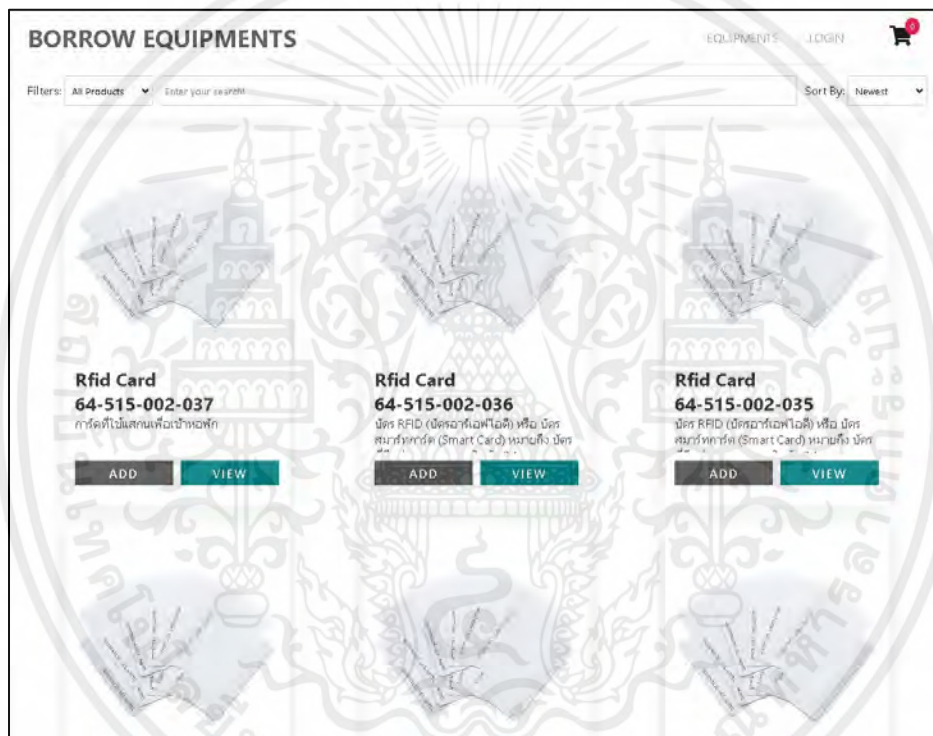 BORROW EQUIPMENTS
EQUIPMENTS LOGIN 0
Filters: All Products Enter your search! Sort By: Newest
Rfid Card
64-515-002-037
การ์ดที่ใช้แสกนเพื่อเข้าหอพัก
ADD VIEW
Rfid Card
64-515-002-036
บัตร RFID (บัตรอาร์เอฟไอดี) หรือ บัตร
สมาร์ทการ์ด (Smart Card) หมายถึง บัตร
ADD VIEW
Rfid Card
64-515-002-035
บัตร RFID (บัตรอาร์เอฟไอดี) หรือ บัตร
สมาร์ทการ์ด (Smart Card) หมายถึง บัตร
ADD VIEW